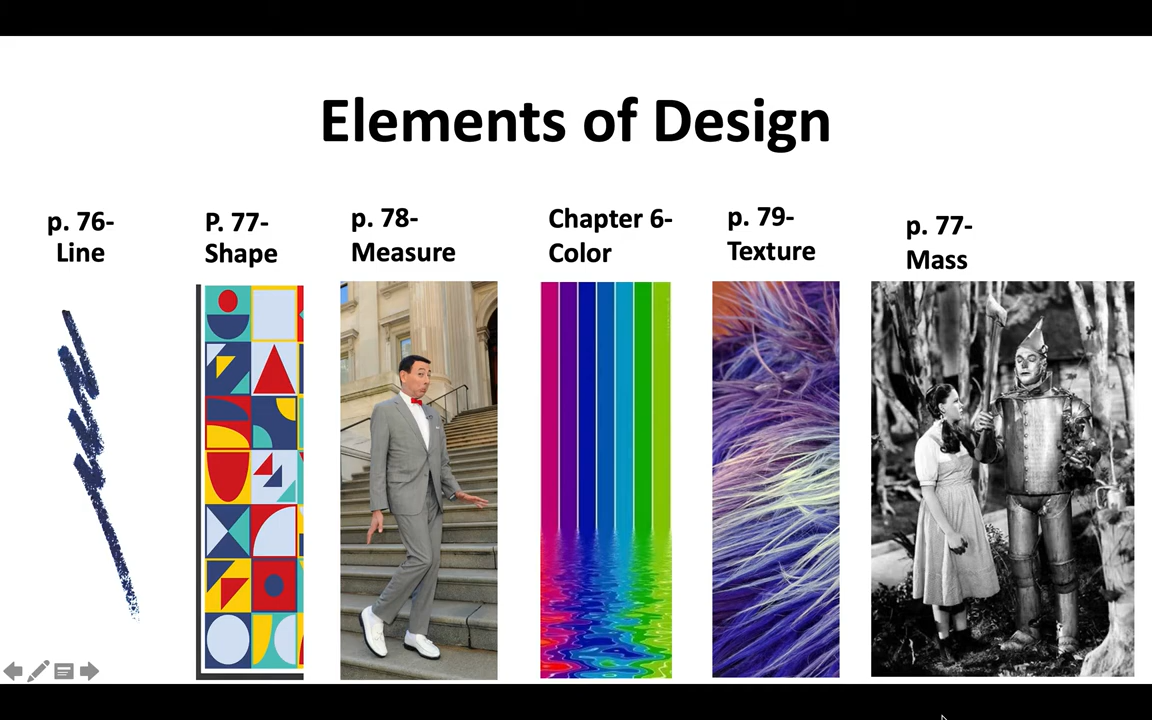 Elements of Design
p. 76-
Line
P. 77-
Shape
p. 78-
Measure
Chapter 6-
Color
p. 79-
Texture
p. 77-
Mass